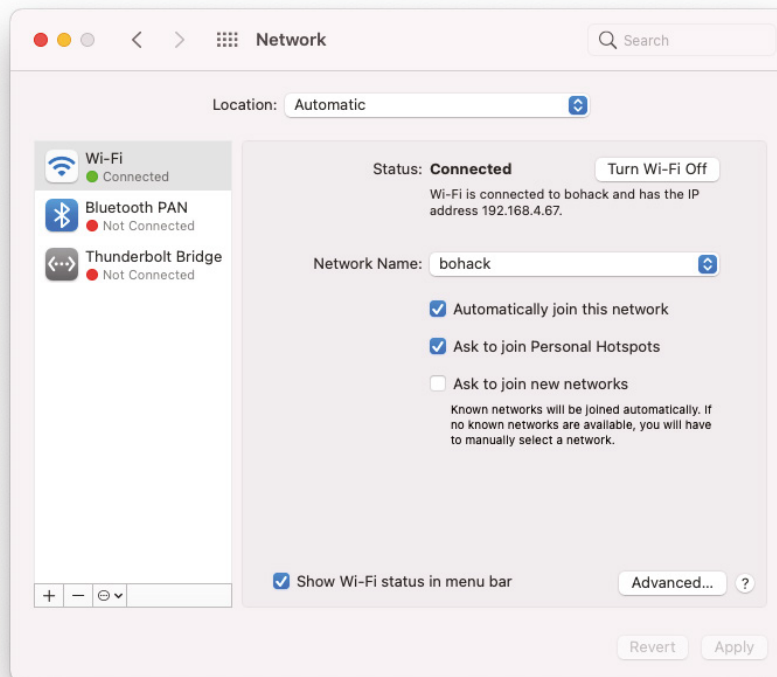 Network
Search
Location: Automatic
Wi-Fi
Connected
Bluetooth PAN
Not Connected
Thunderbolt Bridge
Not Connected
Status: Connected
Turn Wi-Fi Off
Wi-Fi is connected to bohack and has the IP
address 192.168.4.67.
Network Name: bohack
Automatically join this network
Ask to join Personal Hotspots
Ask to join new networks
Known networks will be joined automatically. If
no known networks are available, you will have
to manually select a network.
Show Wi-Fi status in menu bar
Advanced...
?
Revert
Apply